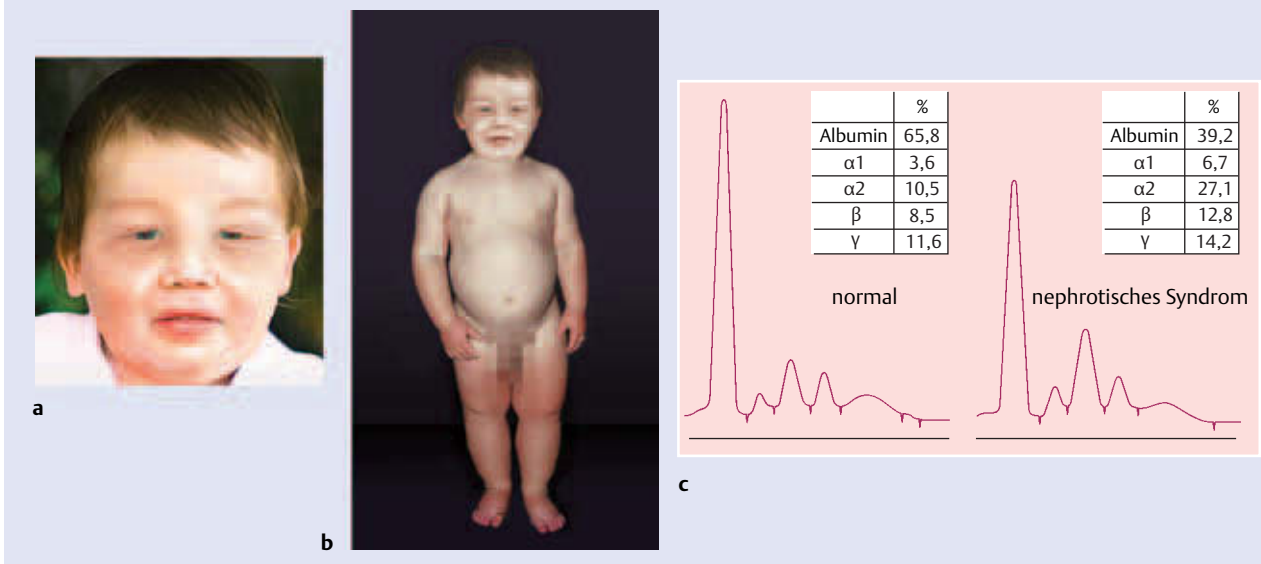 a
b
%
Albumin 65,8
α1 3,6
α2 10,5
β 8,5
γ 11,6
normal
%
Albumin 39,2
α1 6,7
α2 27,1
β 12,8
γ 14,2
nephrotisches Syndrom
c